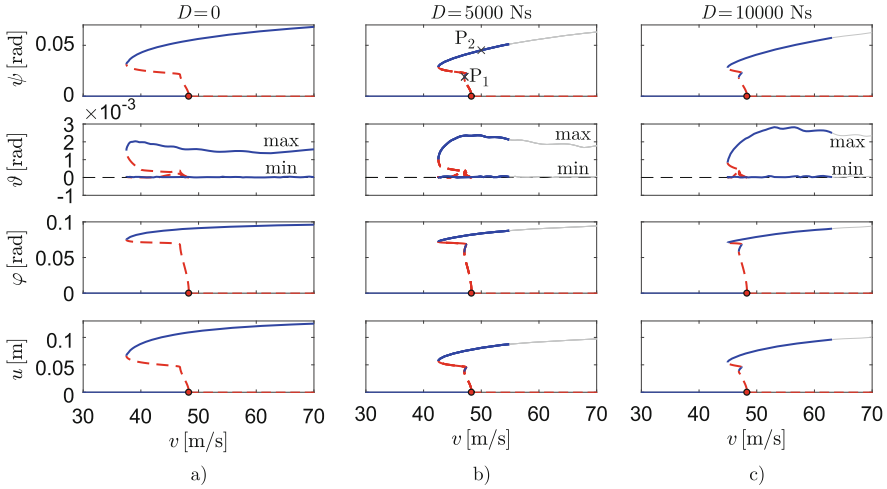 D=0
D=5000 Ns
D=10000 Ns
ψ [rad]
0.05
0
P₂
P₁
×10⁻³
ϑ [rad]
3
2
1
0
-1
max
min
max
min
max
min
φ [rad]
0.1
0.05
0
u [m]
0.1
0.05
0
30 40 50 60 70
30 40 50 60 70
30 40 50 60 70
v [m/s]
v [m/s]
v [m/s]
a)
b)
c)